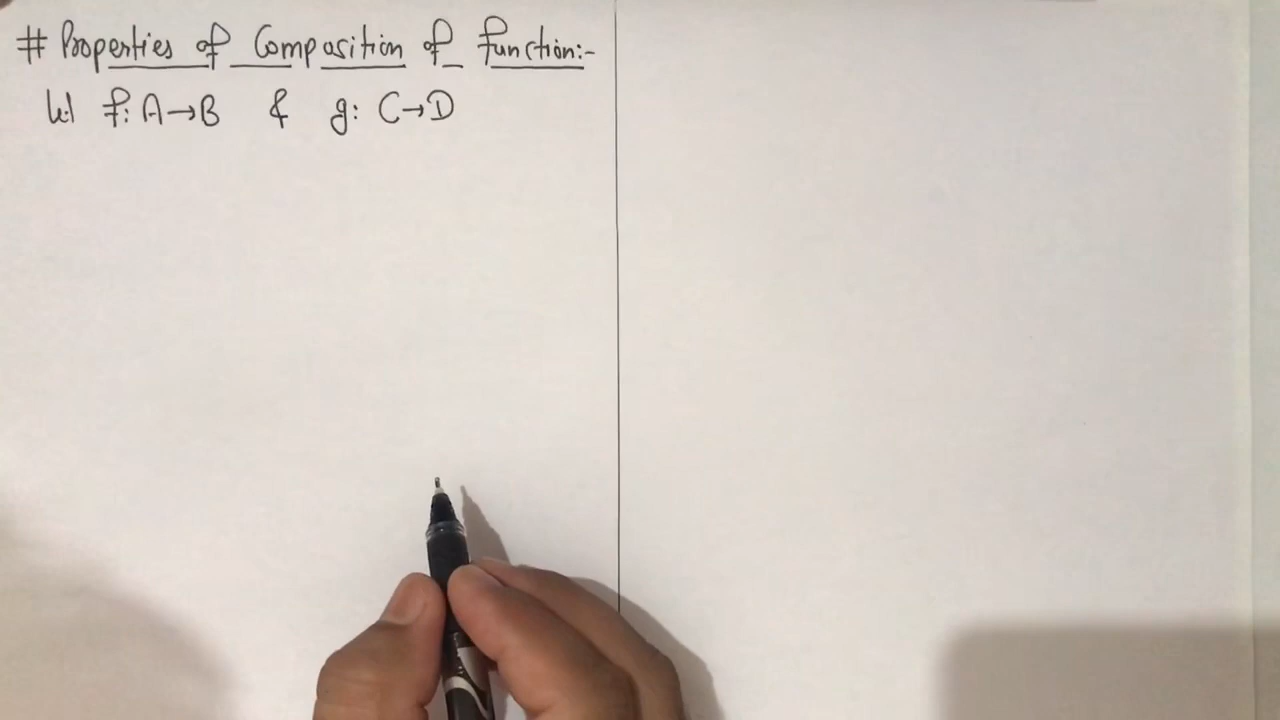 # Properties of Composition of function:-
let f: A→B & g: C→D